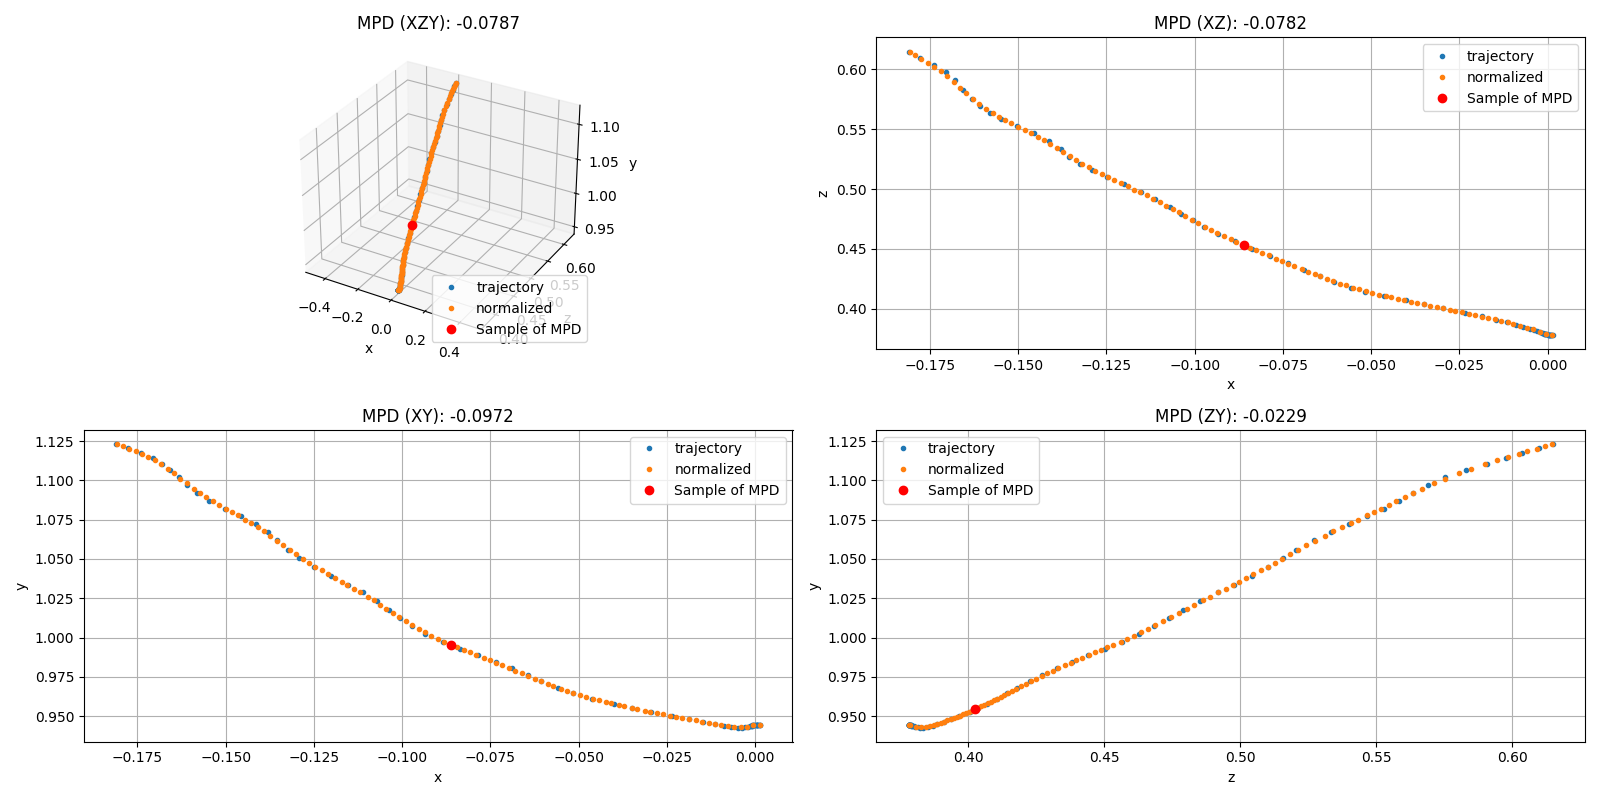 MPD (XZY): -0.0787
1.10
1.05
1.00
0.95
y
0.60
0.55
0.50
0.45
0.40
z
−0.4
−0.2
0.0
0.2
0.4
x
trajectory
normalized
Sample of MPD
MPD (XZ): -0.0782
0.60
0.55
0.50
0.45
0.40
z
trajectory
normalized
Sample of MPD
−0.175 −0.150 −0.125 −0.100 −0.075 −0.050 −0.025 0.000
x
MPD (XY): -0.0972
1.125
1.100
1.075
1.050
1.025
1.000
0.975
0.950
y
trajectory
normalized
Sample of MPD
−0.175 −0.150 −0.125 −0.100 −0.075 −0.050 −0.025 0.000
x
MPD (ZY): -0.0229
1.125
1.100
1.075
1.050
1.025
1.000
0.975
0.950
y
trajectory
normalized
Sample of MPD
0.40 0.45 0.50 0.55 0.60
z